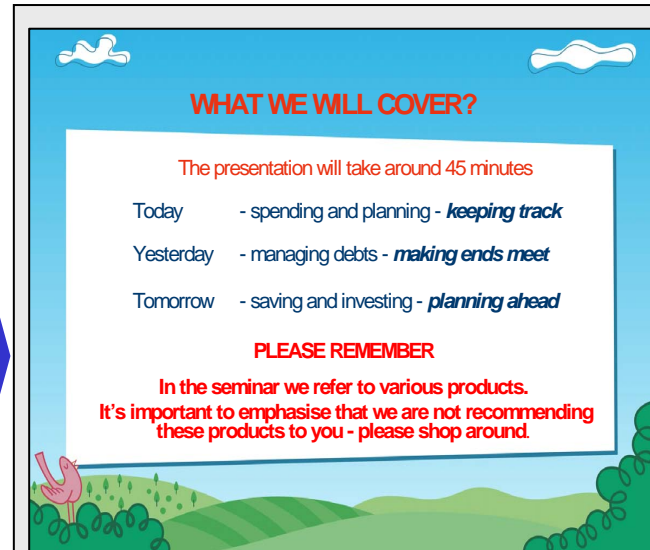 WHAT WE WILL COVER?
The presentation will take around 45 minutes
Today - spending and planning - keeping track
Yesterday - managing debts - making ends meet
Tomorrow - saving and investing - planning ahead
PLEASE REMEMBER
In the seminar we refer to various products.
It's important to emphasise that we are not recommending
these products to you - please shop around.